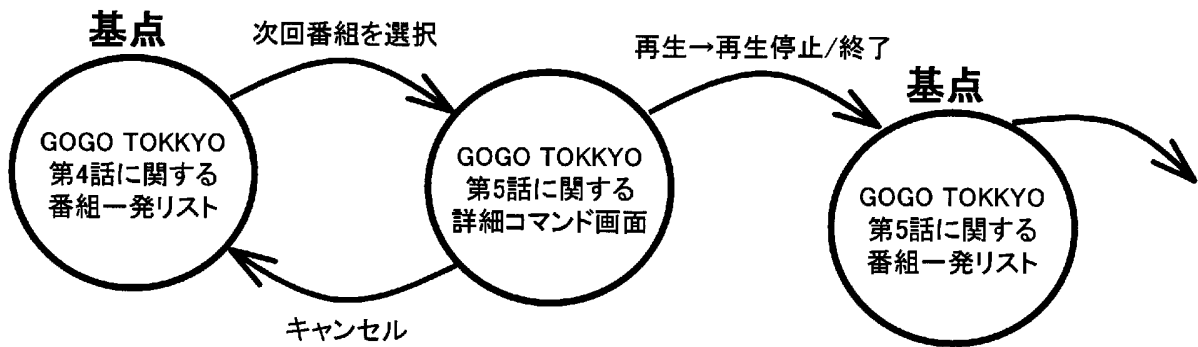 基点
次回番組を選択
GOGO TOKKYO
第4話に関する
番組一発リスト
GOGO TOKKYO
第5話に関する
詳細コマンド画面
キャンセル
再生→再生停止/終了
基点
GOGO TOKKYO
第5話に関する
番組一発リスト